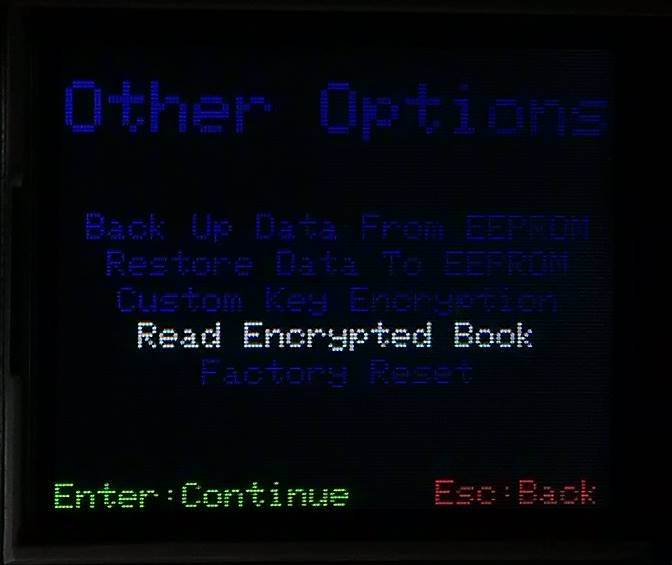 Other Options
Back Up Data From EEPROM
Restore Data To EEPROM
Custom Key Encryption
Read Encrypted Book
Factory Reset
Enter:Continue
Esc:Back